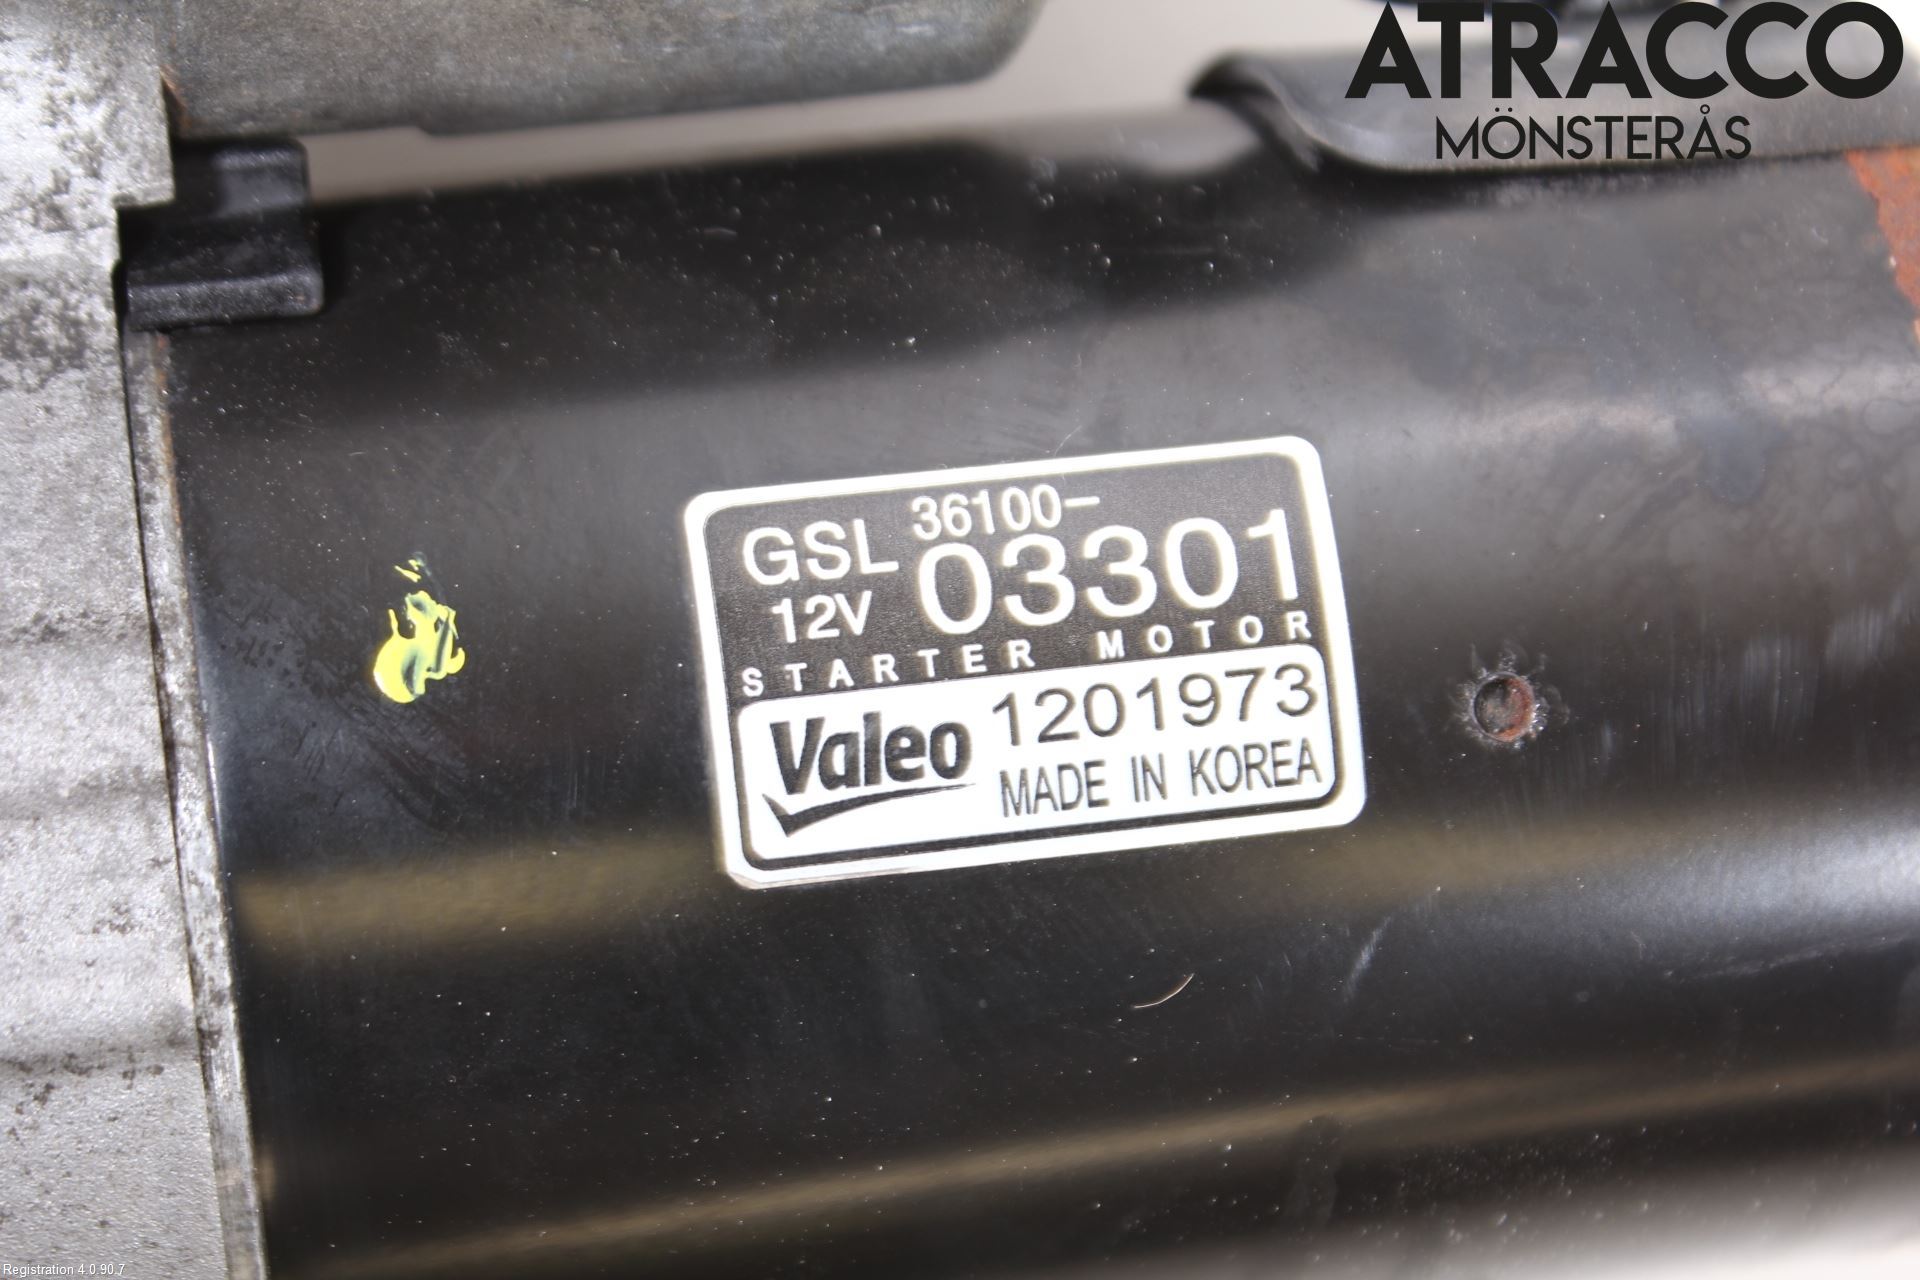 ATRACCO
MÖNSTERÅS
GSL 36100-
12V 03301
STARTER MOTOR
Valeo 1201973
MADE IN KOREA
Registration 4.0.90.7